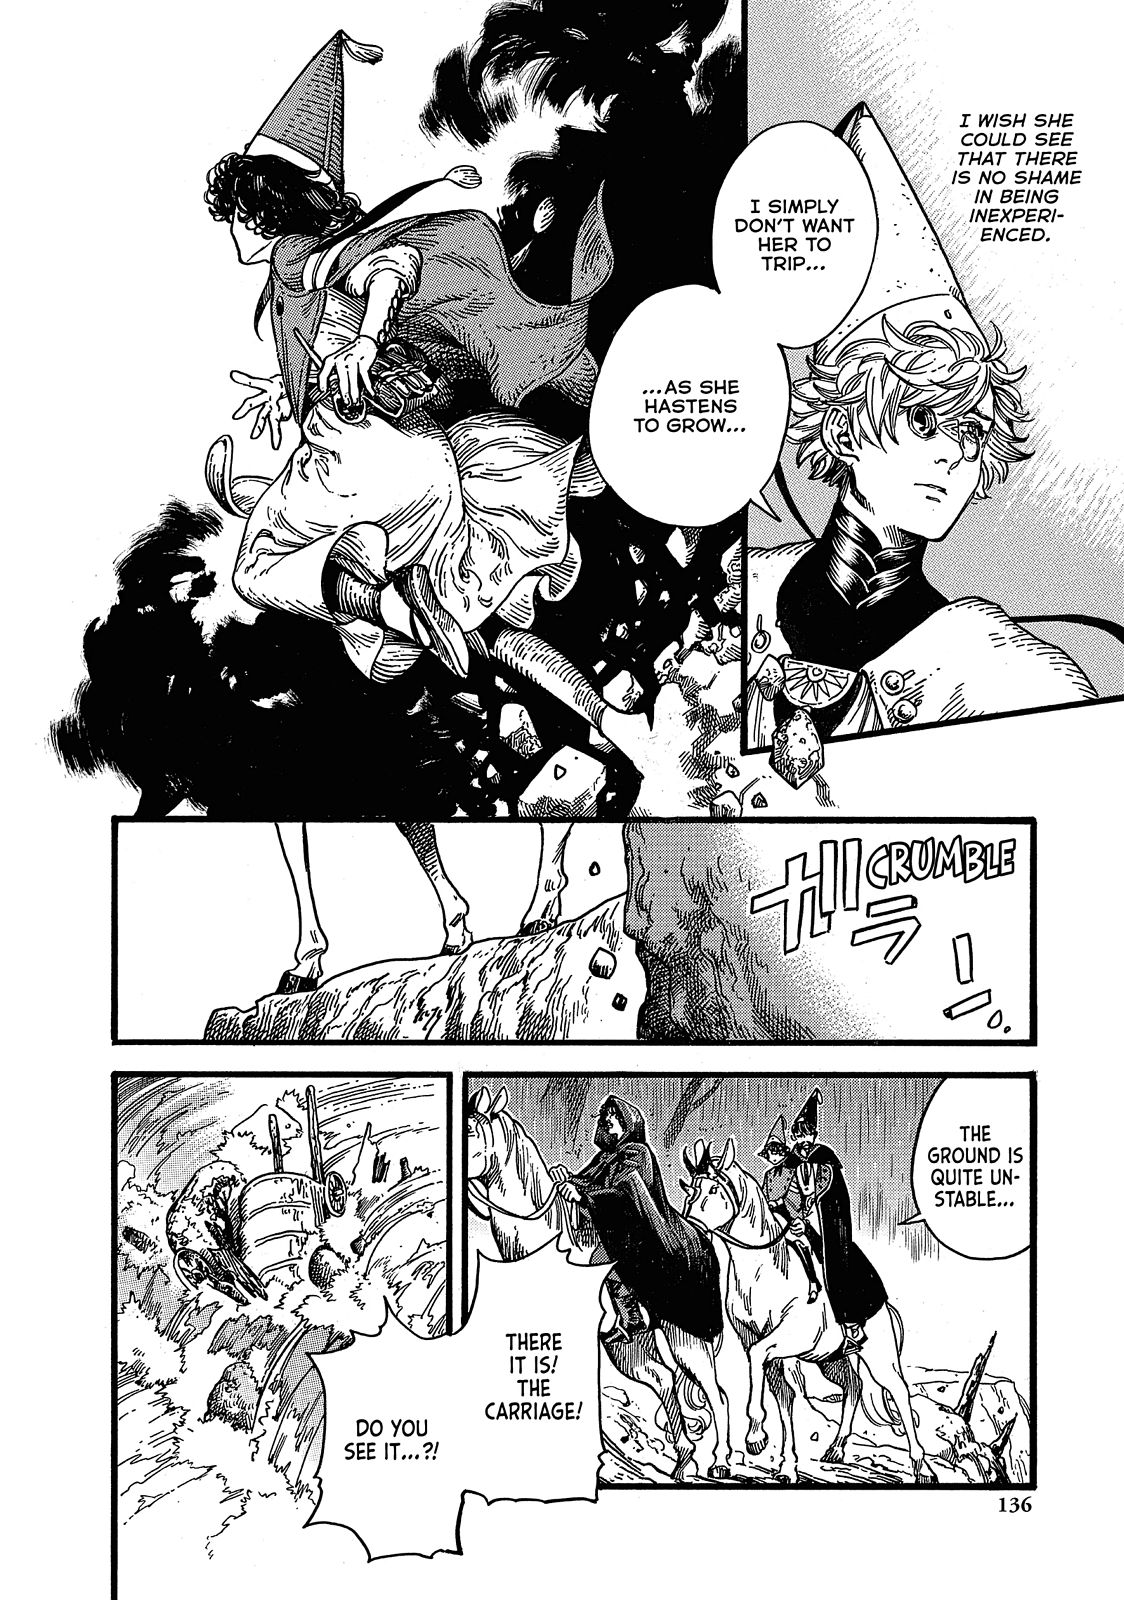 I WISH SHE
COULD SEE
THAT THERE
IS NO SHAME
IN BEING
INEXPERI-
ENCED.
I SIMPLY
DON'T WANT
HER TO
TRIP...
...AS SHE
HASTENS
TO GROW...
CRUMBLE
ガラー
THE
GROUND IS
QUITE UN-
STABLE...
THERE
IT IS!
THE
CARRIAGE!
DO YOU
SEE IT...?!
136